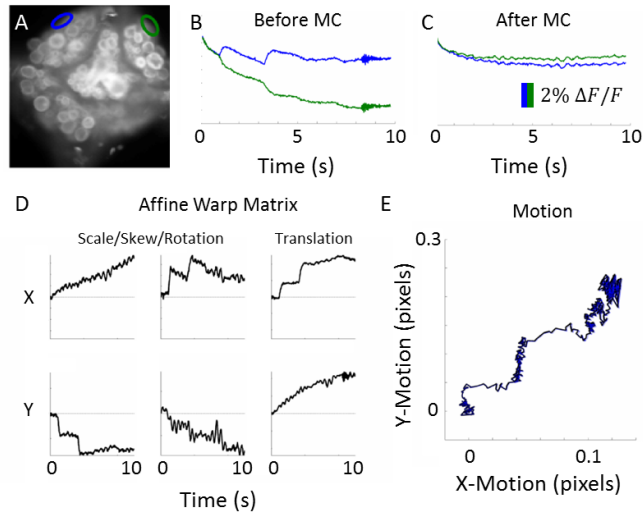 A
B
Before MC
0
5
10
Time (s)
C
After MC
2% ΔF/F
0
5
10
Time (s)
D
Affine Warp Matrix
Scale/Skew/Rotation
Translation
X
Y
0
10
0
10
0
10
Time (s)
E
Motion
0.3
0
Y-Motion (pixels)
0
0.1
X-Motion (pixels)